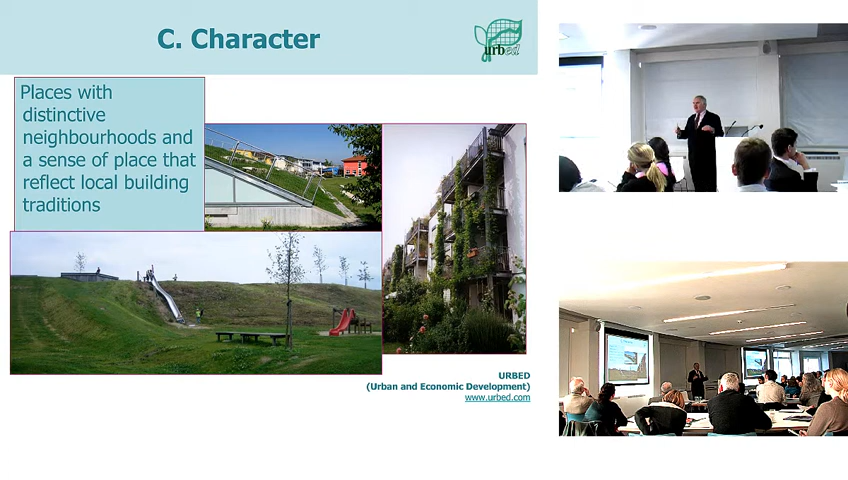 C. Character
urbed
Places with
distinctive
neighbourhoods and
a sense of place that
reflect local building
traditions
URBED
(Urban and Economic Development)
www.urbed.com